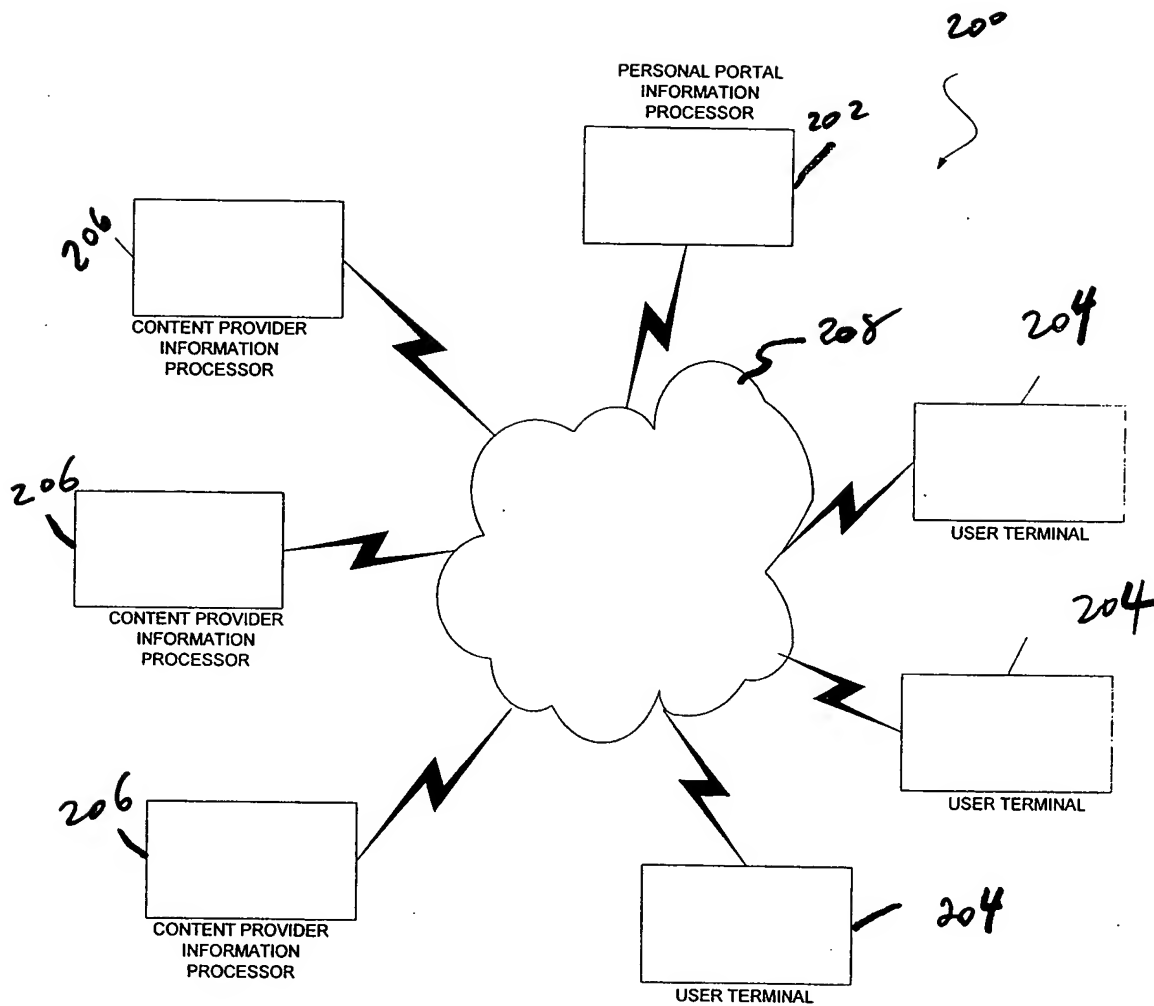 200
PERSONAL PORTAL
INFORMATION
PROCESSOR
202
206
CONTENT PROVIDER
INFORMATION
PROCESSOR
208
204
USER TERMINAL
206
CONTENT PROVIDER
INFORMATION
PROCESSOR
204
USER TERMINAL
206
CONTENT PROVIDER
INFORMATION
PROCESSOR
204
USER TERMINAL